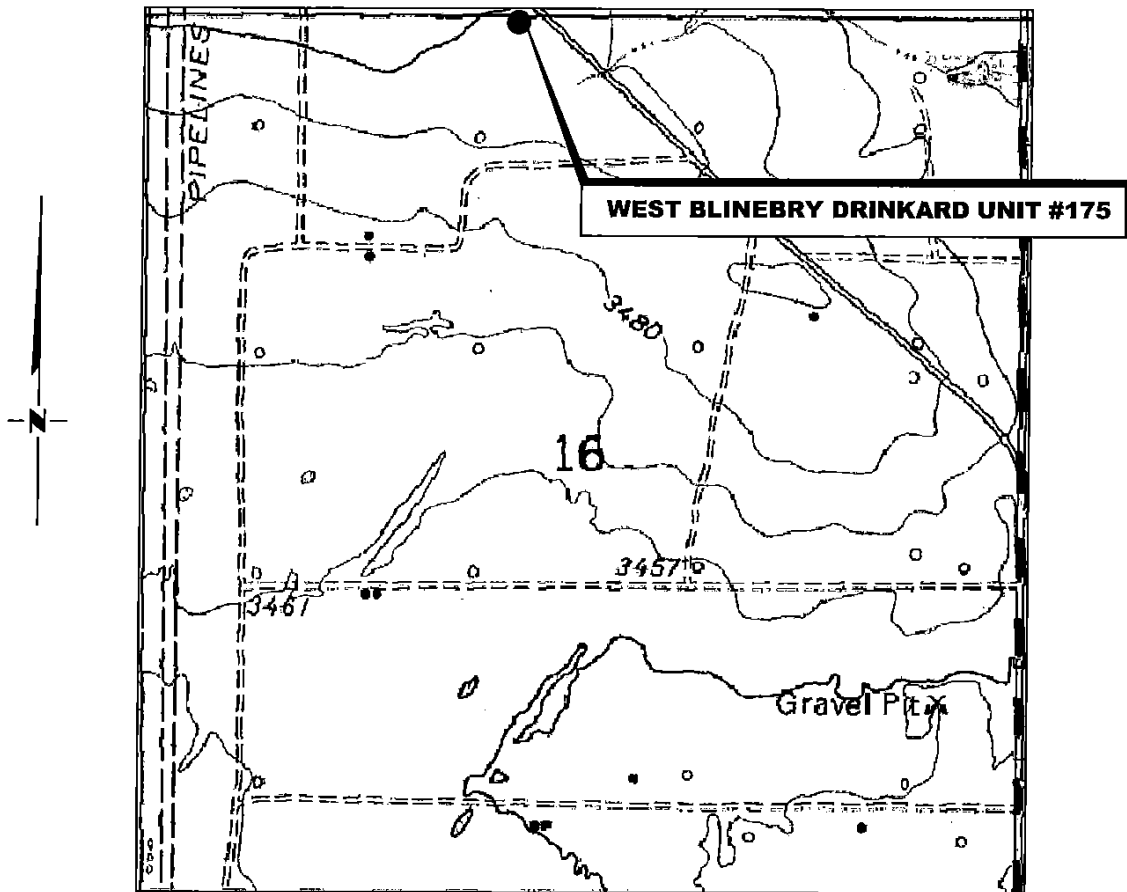 PIPELINES
WEST BLINEBRY DRINKARD UNIT #175
3480
N
16
3457
3461
Gravel Pit